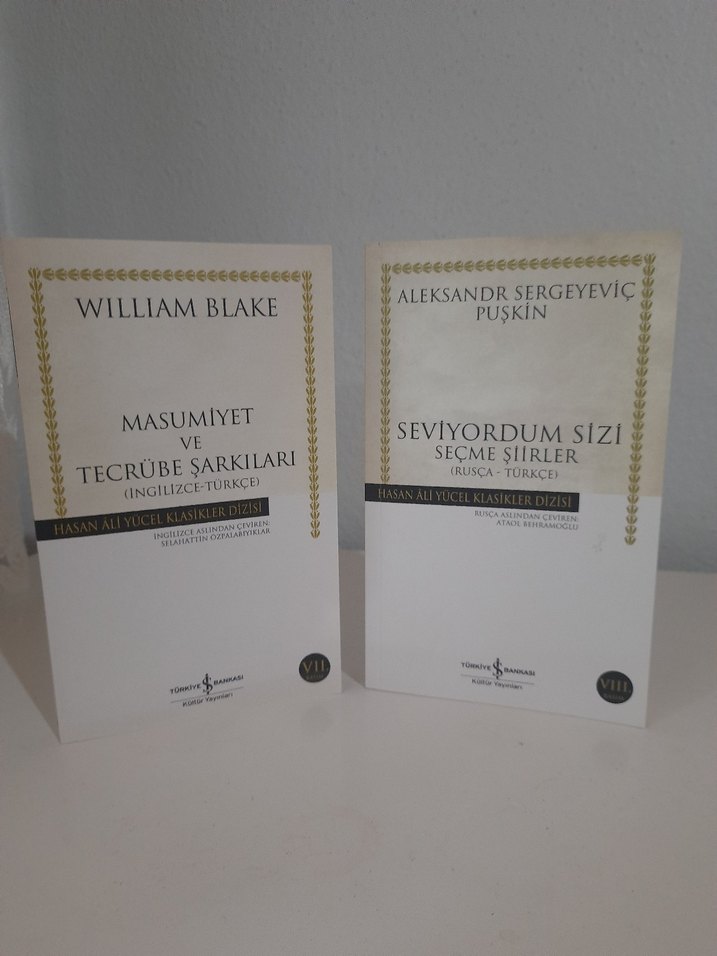 WILLIAM BLAKE
MASUMİYET
VE
TECRÜBE ŞARKILARI
(İNGİLİZCE-TÜRKÇE)
HASAN ÂLİ YÜCEL KLASİKLER DİZİSİ
İNGİLİZCE ASLINDAN ÇEVİREN:
SELAHATTİN ÖZPALABIYIKLAR
TÜRKİYE İŞ BANKASI
Kültür Yayınları
VII.
ALEKSANDR SERGEYEVİÇ
PUŞKİN
SEVİYORDUM SİZİ
SEÇME ŞİİRLER
(RUSÇA - TÜRKÇE)
HASAN ÂLİ YÜCEL KLASİKLER DİZİSİ
RUSÇA ASLINDAN ÇEVİREN:
ATAOL BEHRAMOĞLU
TÜRKİYE İŞ BANKASI
Kültür Yayınları
VIII.